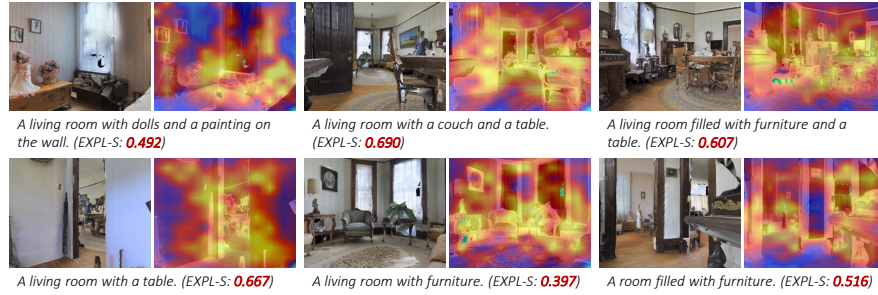 A living room with dolls and a painting on
the wall. (EXPL-S: 0.492)
A living room with a couch and a table.
(EXPL-S: 0.690)
A living room filled with furniture and a
table. (EXPL-S: 0.607)
A living room with a table. (EXPL-S: 0.667)
A living room with furniture. (EXPL-S: 0.397)
A room filled with furniture. (EXPL-S: 0.516)